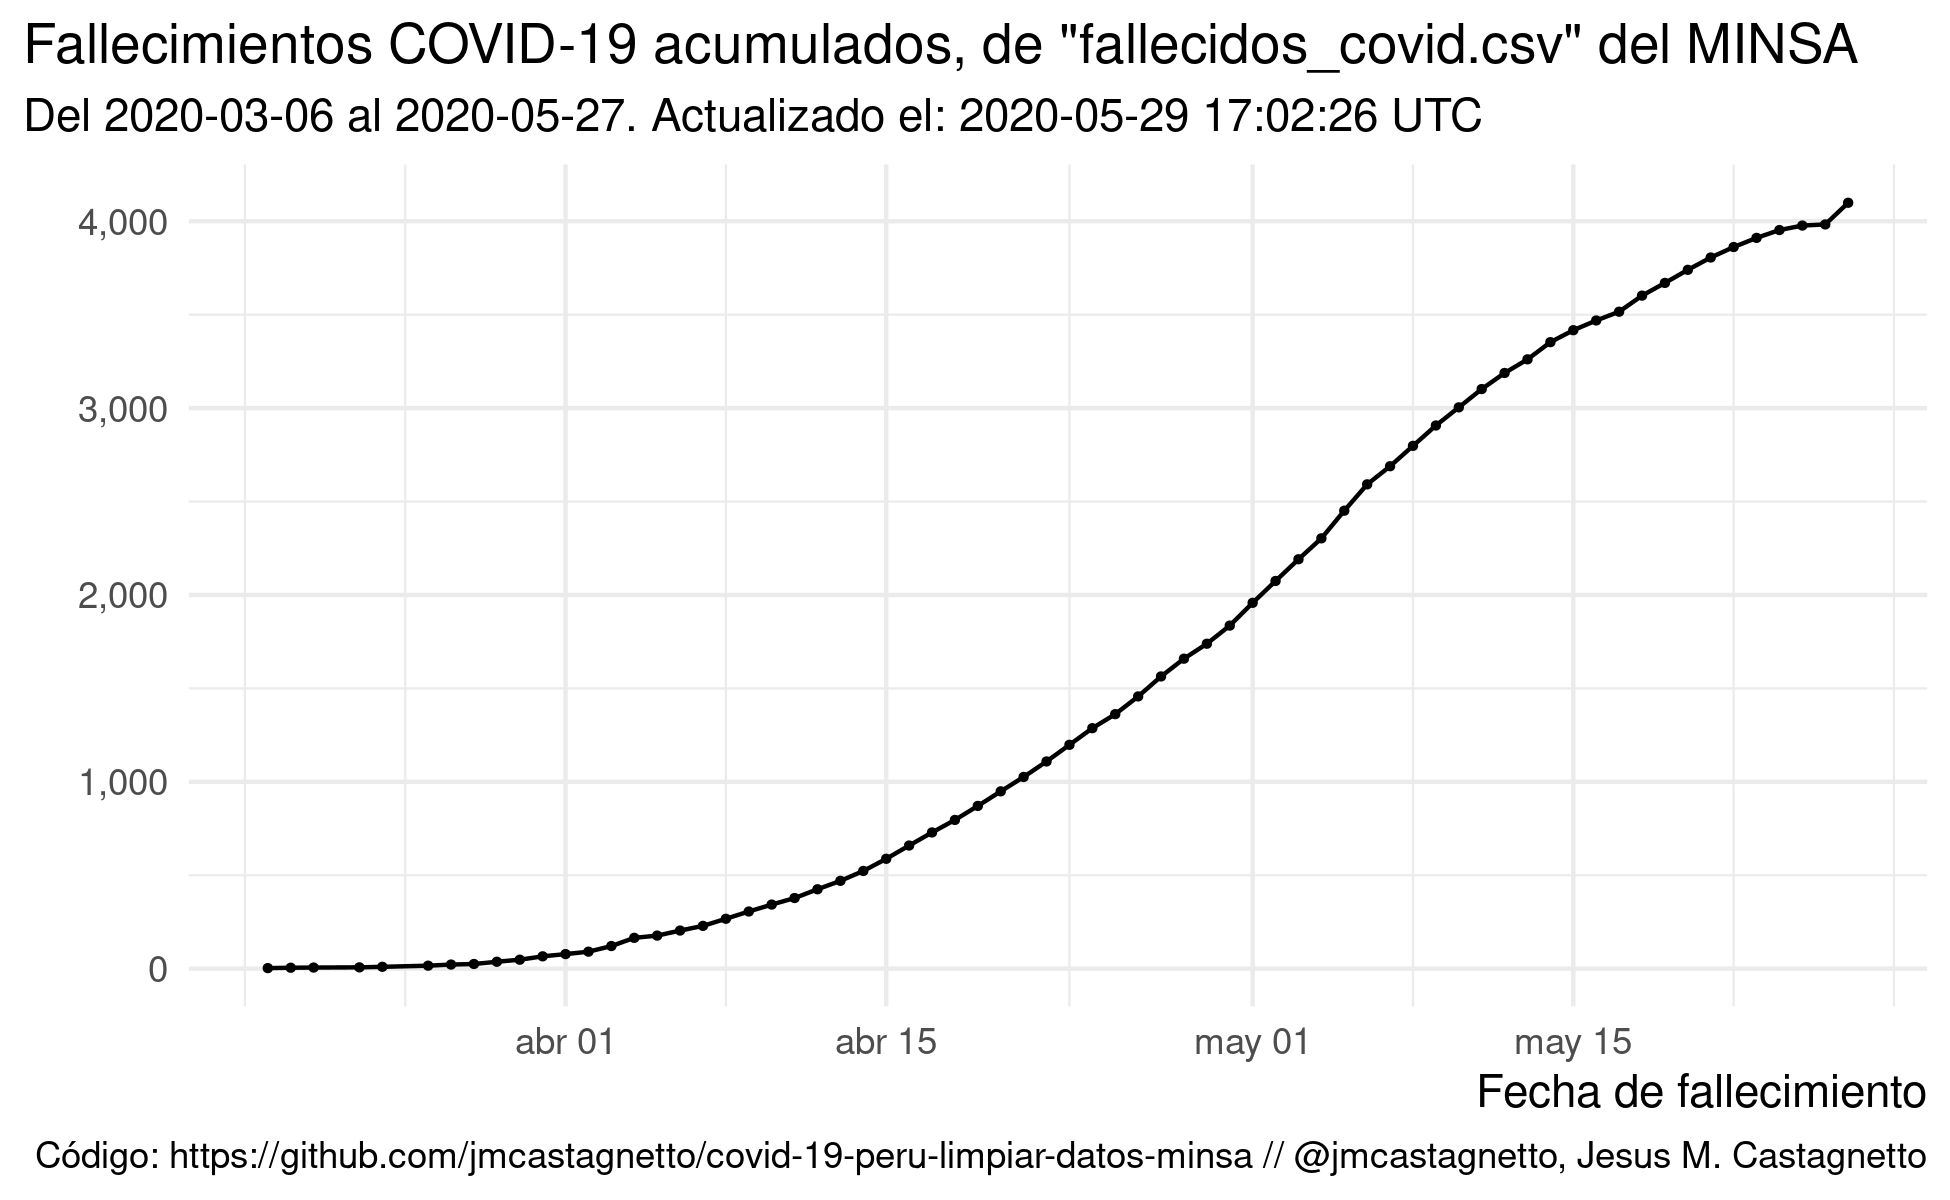 Fallecimientos COVID-19 acumulados, de "fallecidos_covid.csv" del MINSA
Del 2020-03-06 al 2020-05-27. Actualizado el: 2020-05-29 17:02:26 UTC
4,000
3,000
2,000
1,000
0
abr 01
abr 15
may 01
may 15
Fecha de fallecimiento
Código: https://github.com/jmcastagnetto/covid-19-peru-limpiar-datos-minsa // @jmcastagnetto, Jesus M. Castagnetto